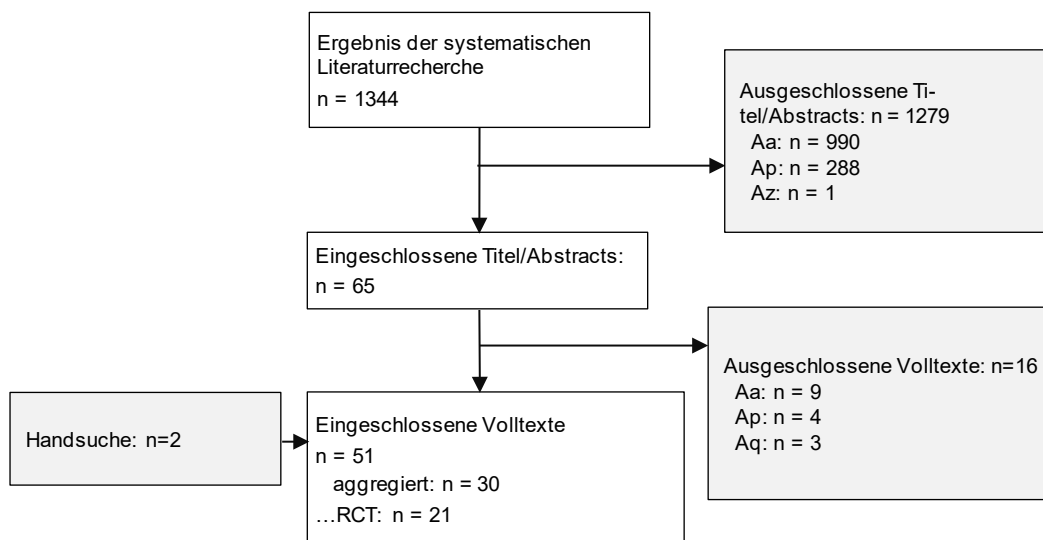 Ergebnis der systematischen
Literaturrecherche
n = 1344
Ausgeschlossene Ti-
tel/Abstracts: n = 1279
Aa: n = 990
Ap: n = 288
Az: n = 1
Eingeschlossene Titel/Abstracts:
n = 65
Ausgeschlossene Volltexte: n=16
Aa: n = 9
Ap: n = 4
Aq: n = 3
Handsuche: n=2
Eingeschlossene Volltexte
n = 51
aggregiert: n = 30
…RCT: n = 21